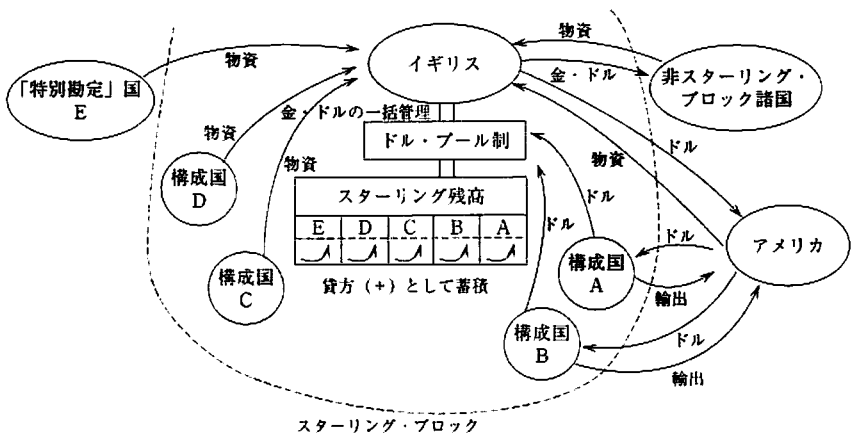 物資
イギリス
物資
金・ドル
非スターリング・
ブロック諸国
「特別勘定」国
E
物資
金・ドルの一括管理
ドル・プール制
物資
ドル
構成国
D
物資
スターリング残高
E D C B A
ドル
ドル
ドル
アメリカ
構成国
C
構成国
A
輸出
貸方(+)として蓄積
構成国
B
ドル
輸出
スターリング・ブロック